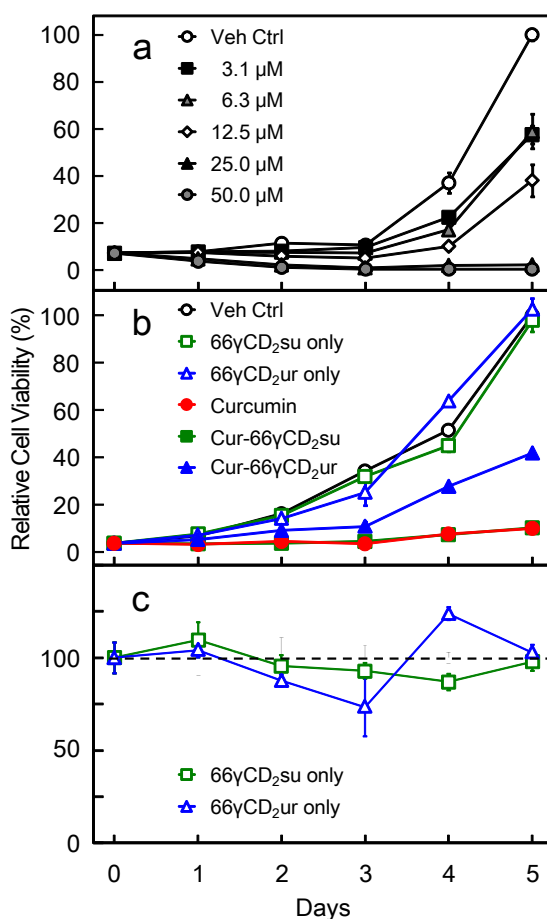 a
Veh Ctrl
3.1 µM
6.3 µM
12.5 µM
25.0 µM
50.0 µM
100
80
60
40
20
0
Relative Cell Viability (%)
b
Veh Ctrl
66γCD₂su only
66γCD₂ur only
Curcumin
Cur-66γCD₂su
Cur-66γCD₂ur
100
80
60
40
20
0
c
100
75
50
0
66γCD₂su only
66γCD₂ur only
0 1 2 3 4 5
Days